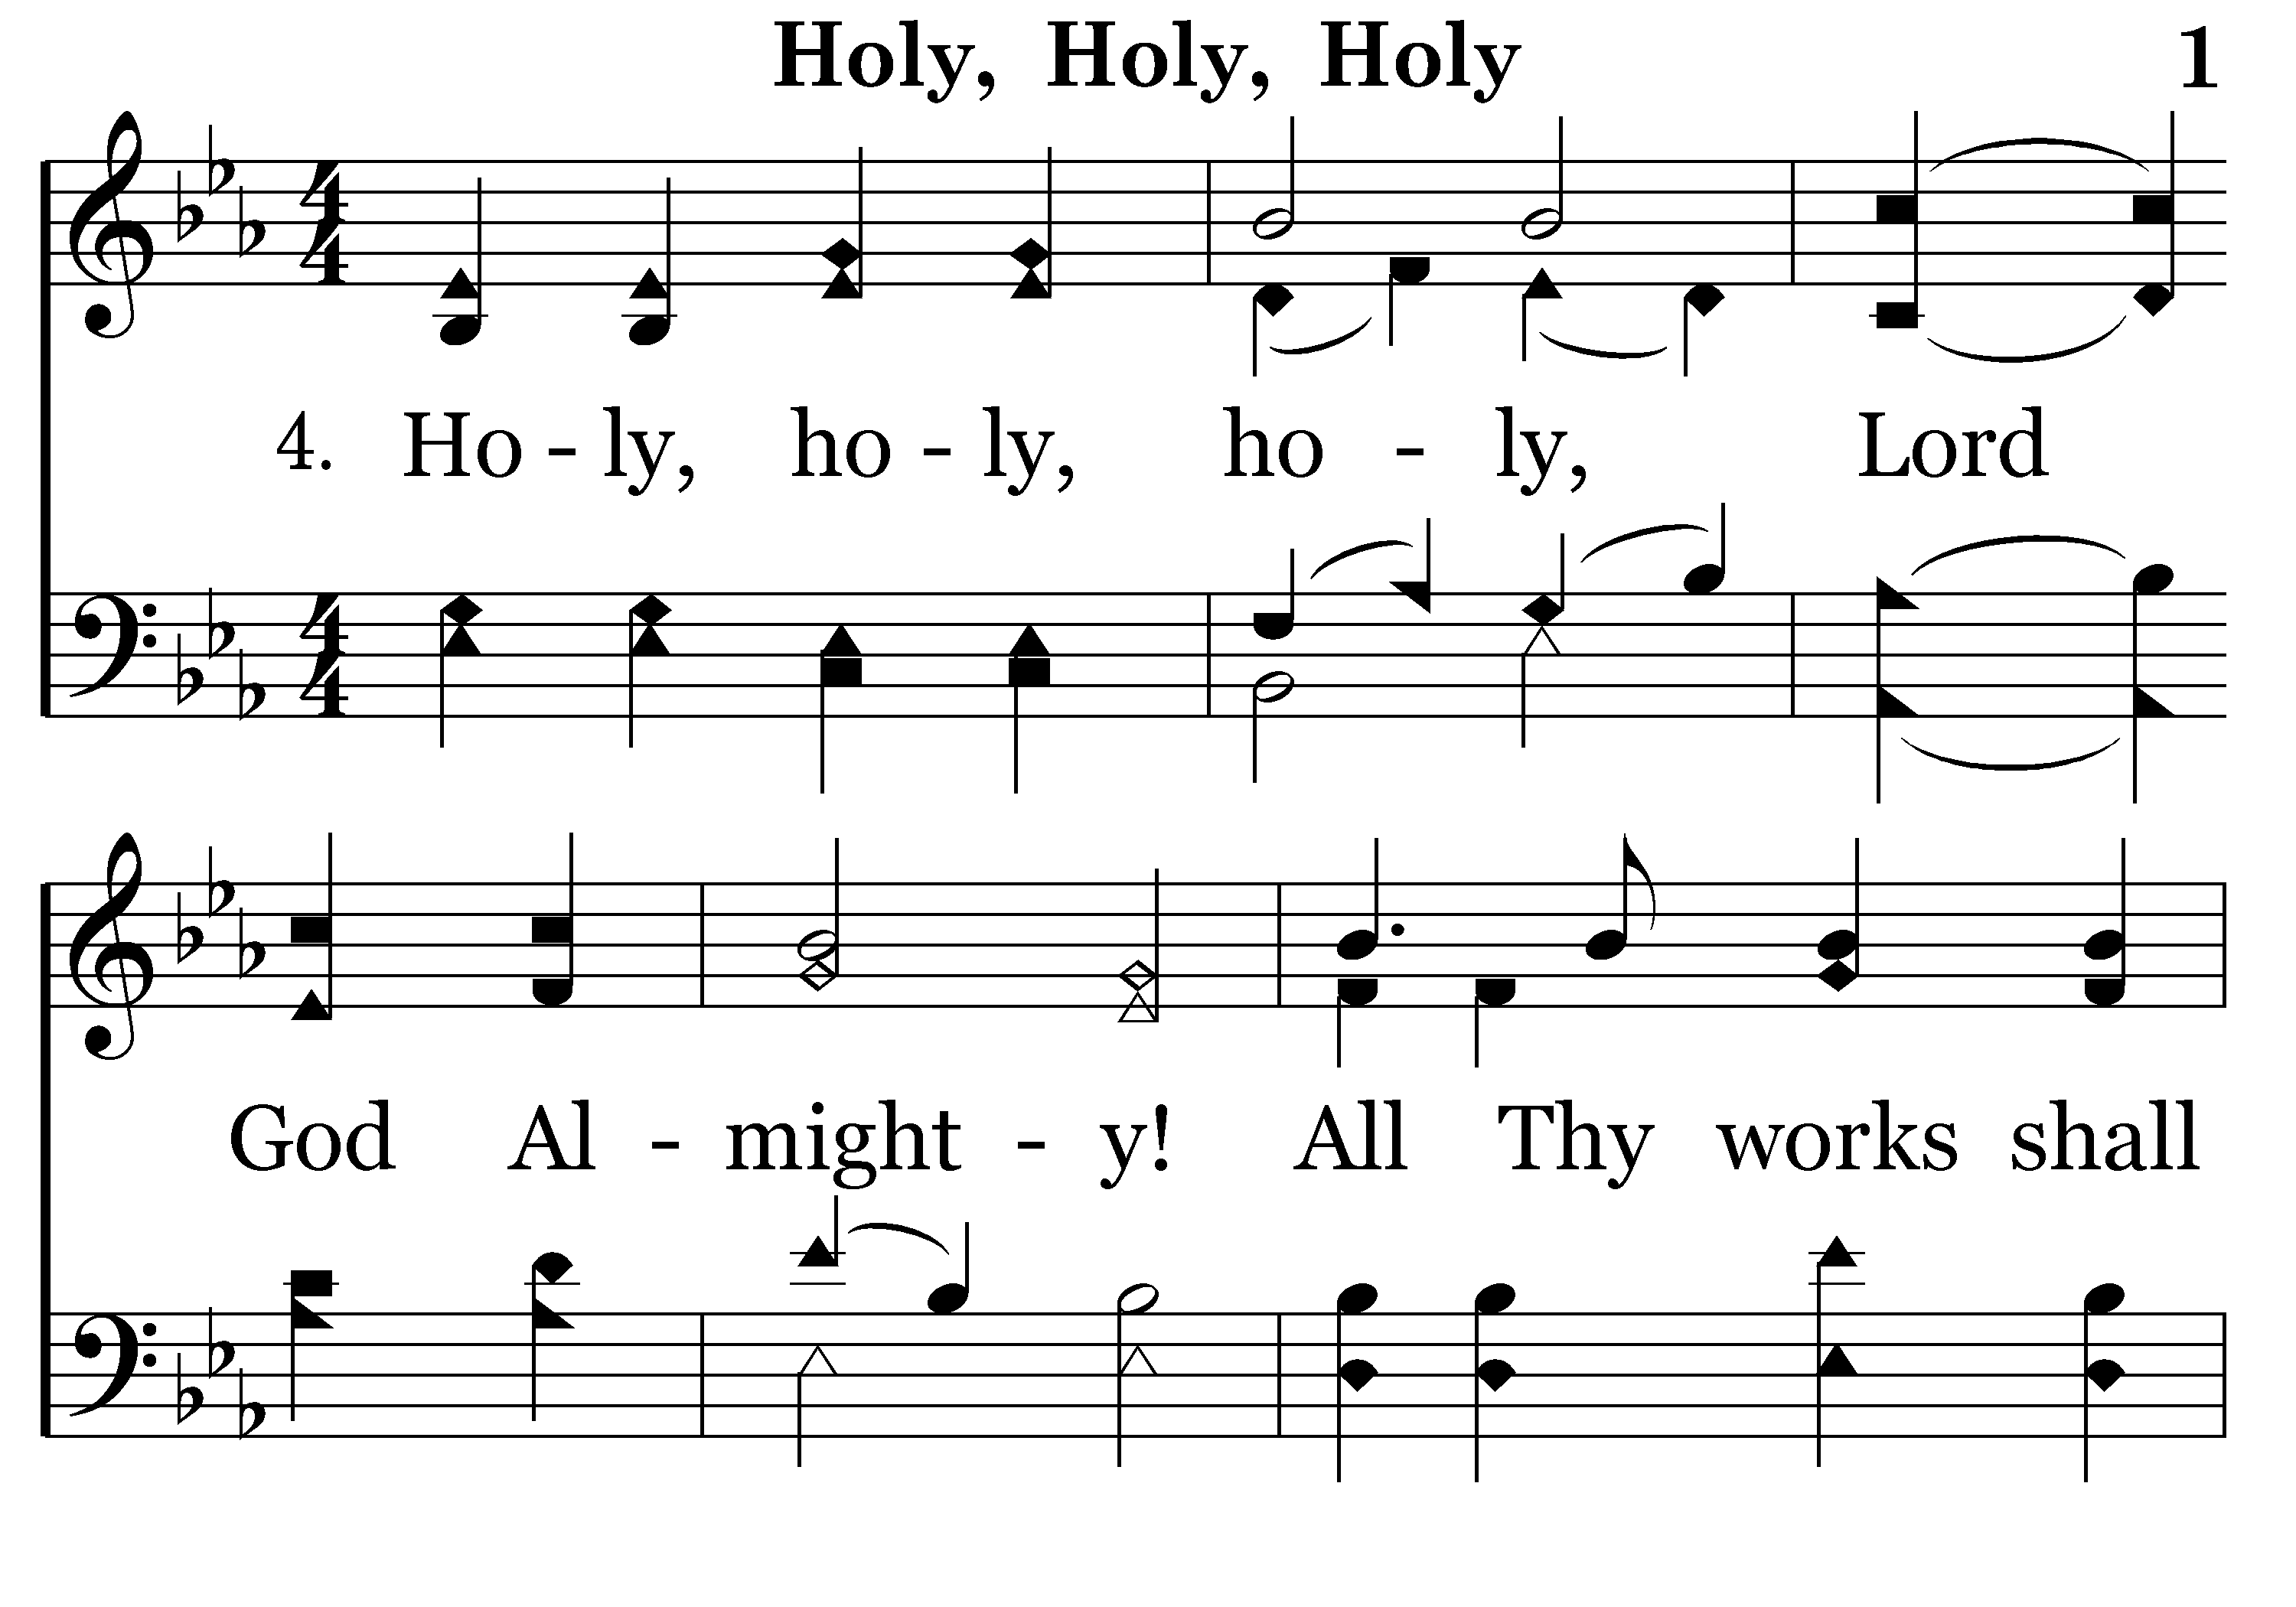 Holy, Holy, Holy 1
4. Ho - ly, ho - ly, ho - ly, Lord
God Al - might - y! All Thy works shall